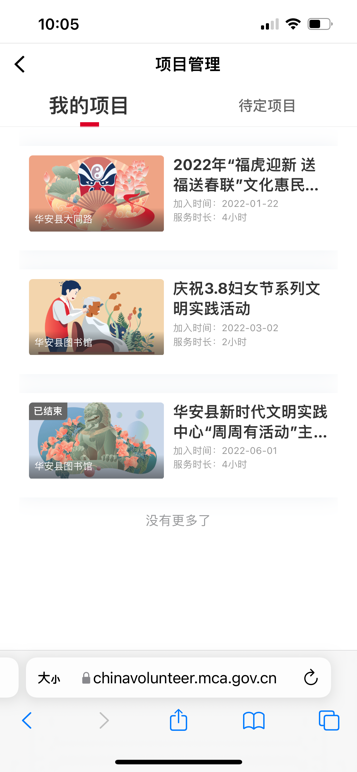 10:05
项目管理
我的项目
待定项目
2022年“福虎迎新 送
福送春联”文化惠民...
加入时间：2022-01-22
服务时长：4小时
华安县大同路
庆祝3.8妇女节系列文
明实践活动
加入时间：2022-03-02
服务时长：2小时
华安县图书馆
已结束
华安县新时代文明实践
中心“周周有活动”主...
加入时间：2022-06-01
服务时长：4小时
华安县图书馆
没有更多了
大小
chinavolunteer.mca.gov.cn